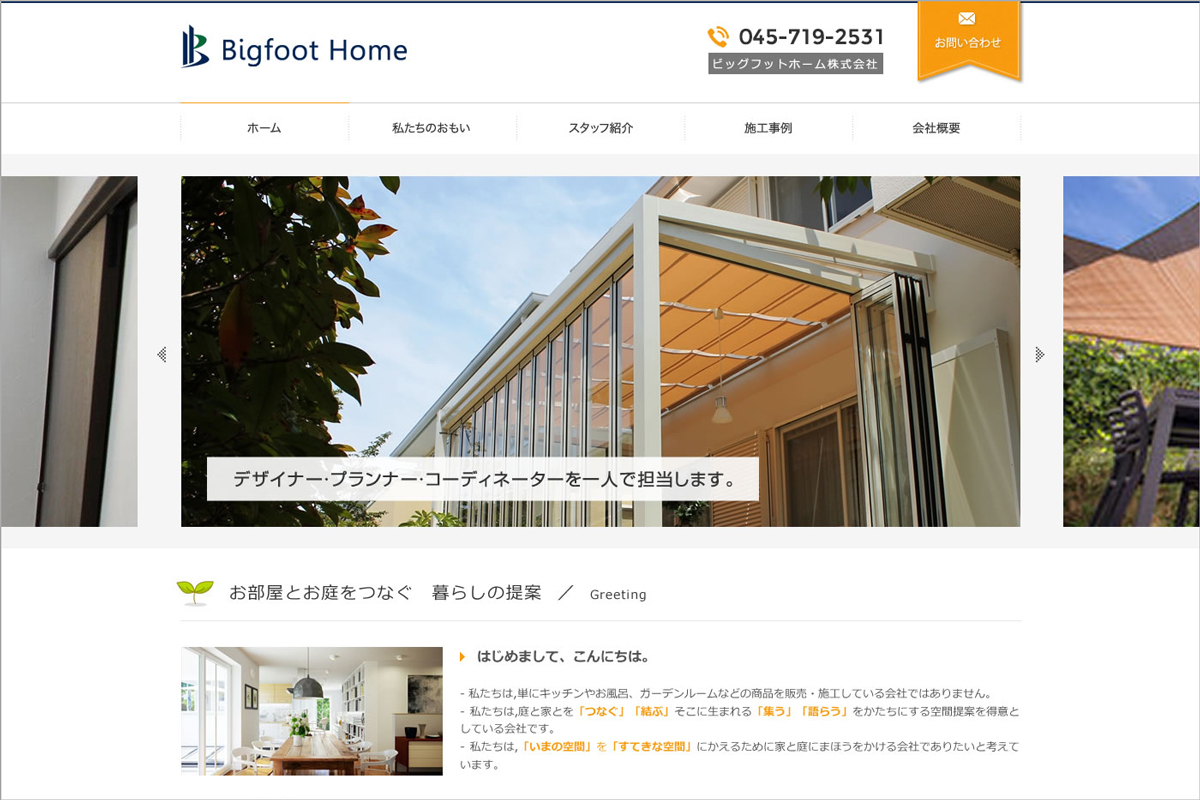 Bigfoot Home
045-719-2531
ビッグフットホーム株式会社
お問い合わせ
ホーム
私たちのおもい
スタッフ紹介
施工事例
会社概要
デザイナー･プランナー･コーディネーターを一人で担当します。
お部屋とお庭をつなぐ　暮らしの提案　／　Greeting
はじめまして、こんにちは。
- 私たちは,単にキッチンやお風呂、ガーデンルームなどの商品を販売・施工している会社ではありません。
- 私たちは,庭と家とを「つなぐ」「結ぶ」そこに生まれる「集う」「語らう」をかたちにする空間提案を得意と
している会社です。
- 私たちは,「いまの空間」を「すてきな空間」にかえるために家と庭にまほうをかける会社でありたいと考えて
います。